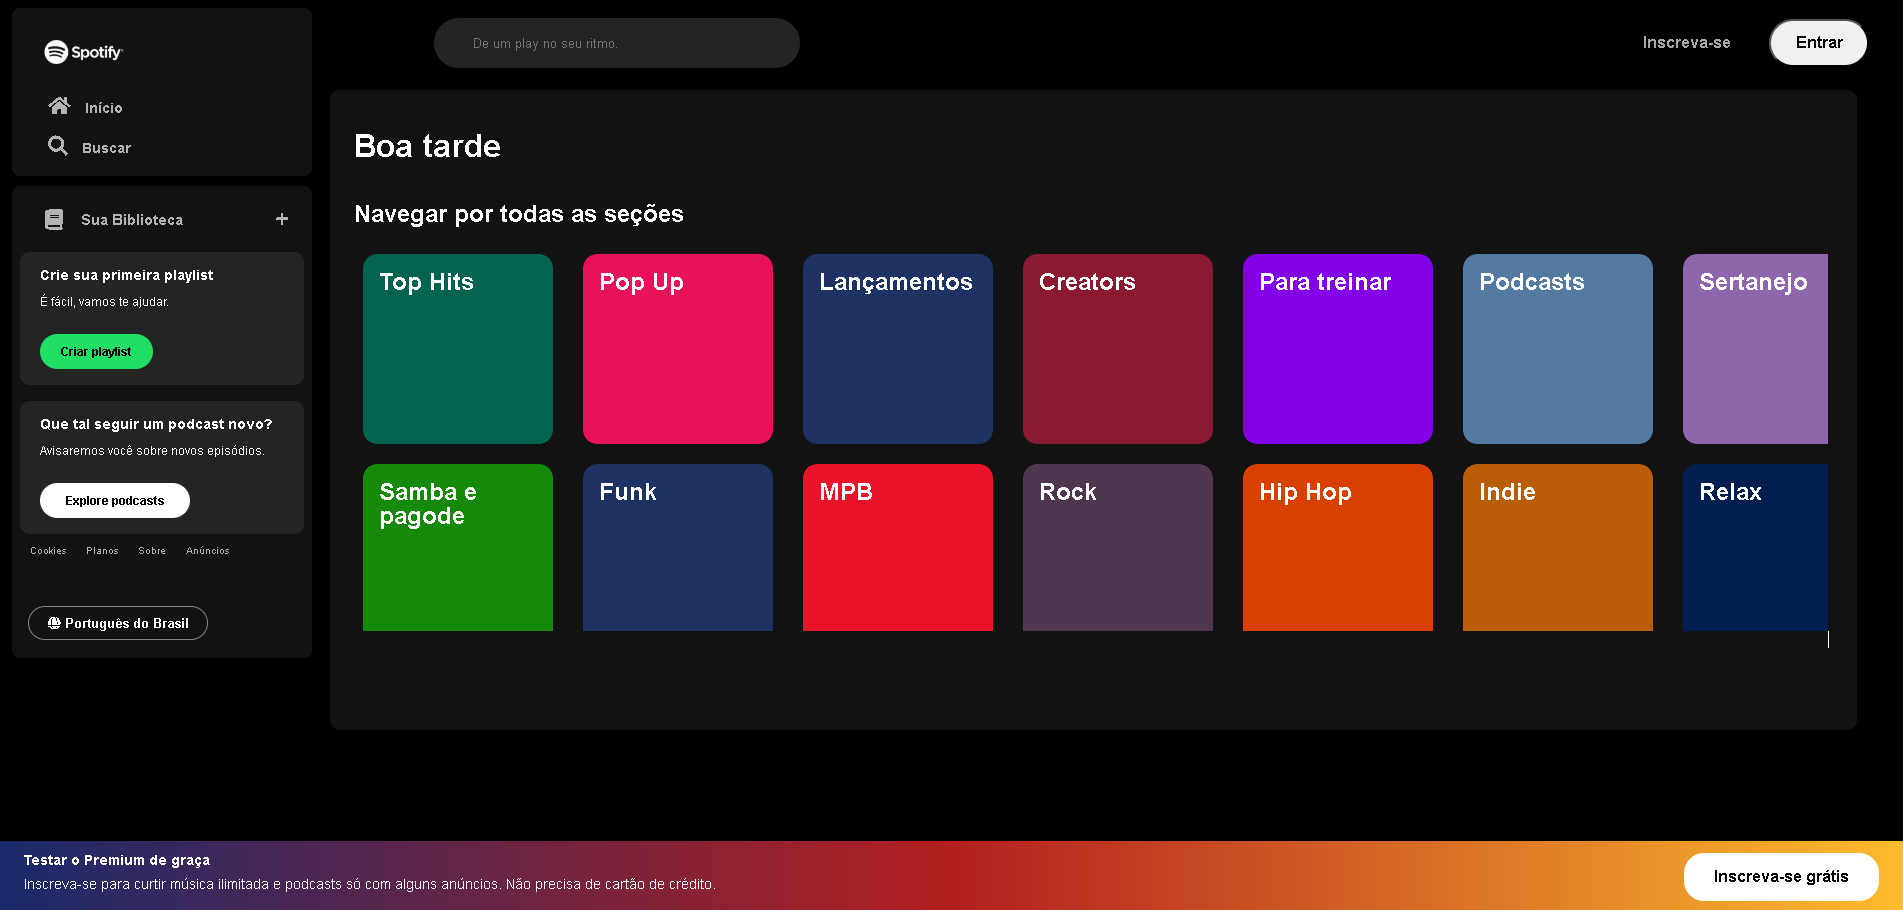 Spotify
Início
Buscar
Sua Biblioteca
Crie sua primeira playlist
É fácil, vamos te ajudar.
Criar playlist
Que tal seguir um podcast novo?
Avisaremos você sobre novos episódios.
Explore podcasts
Cookies Planos Sobre Anúncios
Português do Brasil
De um play no seu ritmo.
Inscreva-se Entrar
Boa tarde
Navegar por todas as seções
Top Hits
Pop Up
Lançamentos
Creators
Para treinar
Podcasts
Sertanejo
Samba e
pagode
Funk
MPB
Rock
Hip Hop
Indie
Relax
Testar o Premium de graça
Inscreva-se para curtir música ilimitada e podcasts só com alguns anúncios. Não precisa de cartão de crédito.
Inscreva-se grátis